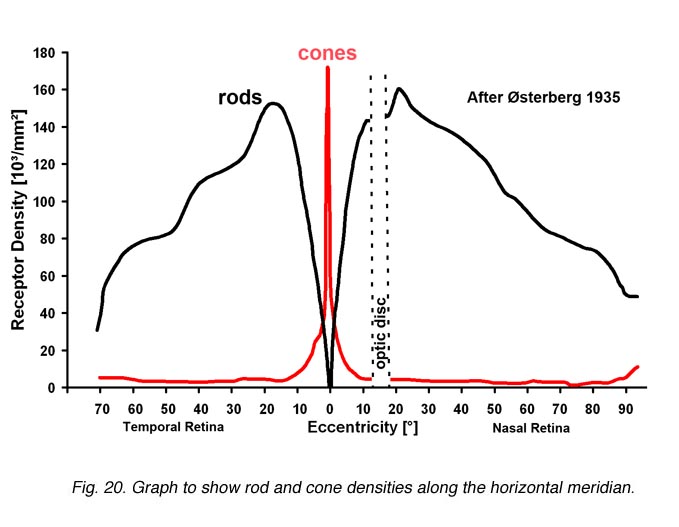 cones
rods
After Østerberg 1935
Receptor Density [10³/mm²]
180
160
140
120
100
80
60
40
20
0
optic disc
70 60 50 40 30 20 10 0 10 20 30 40 50 60 70 80 90
Temporal Retina Eccentricity [°] Nasal Retina
Fig. 20. Graph to show rod and cone densities along the horizontal meridian.